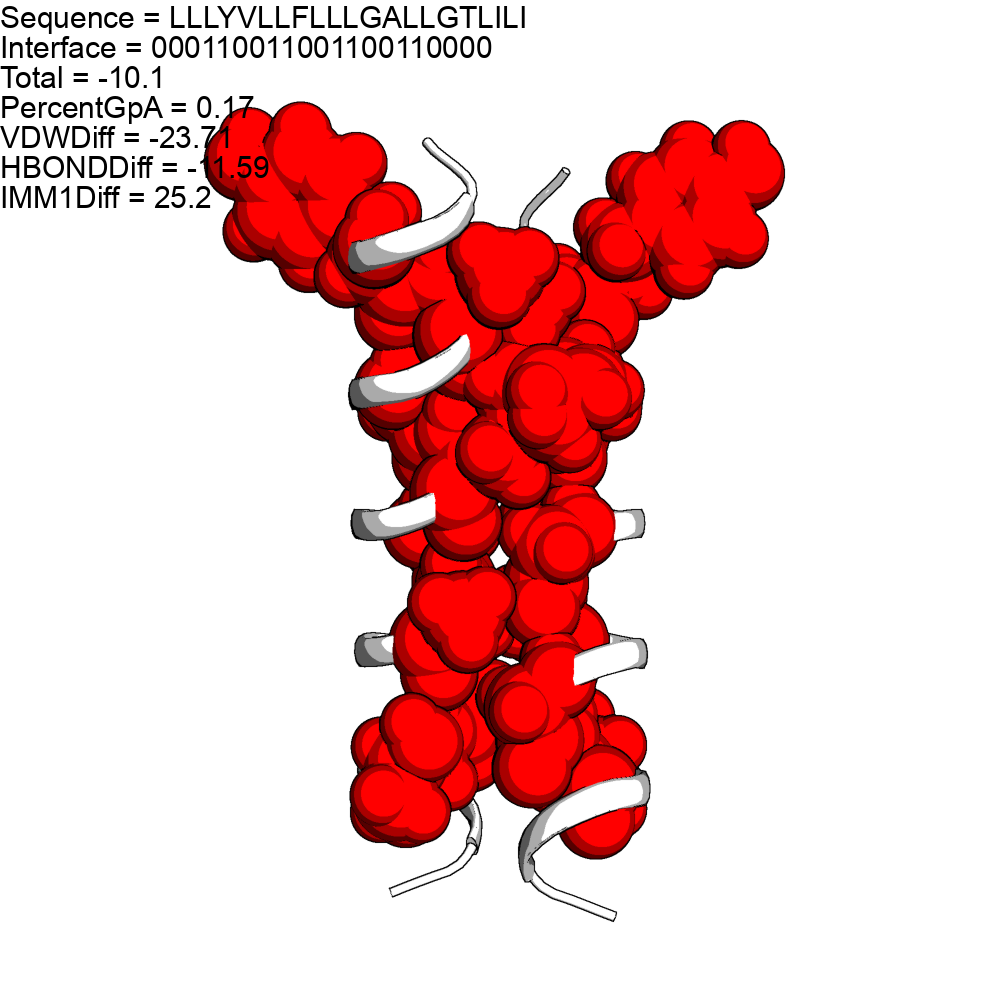 Sequence = LLLYVLLFLLLGALLGTLILI
Interface = 000110011001100110000
Total = -10.1
PercentGpA = 0.17
VDWDiff = -23.71
HBONDDiff = -11.59
IMM1Diff = 25.2